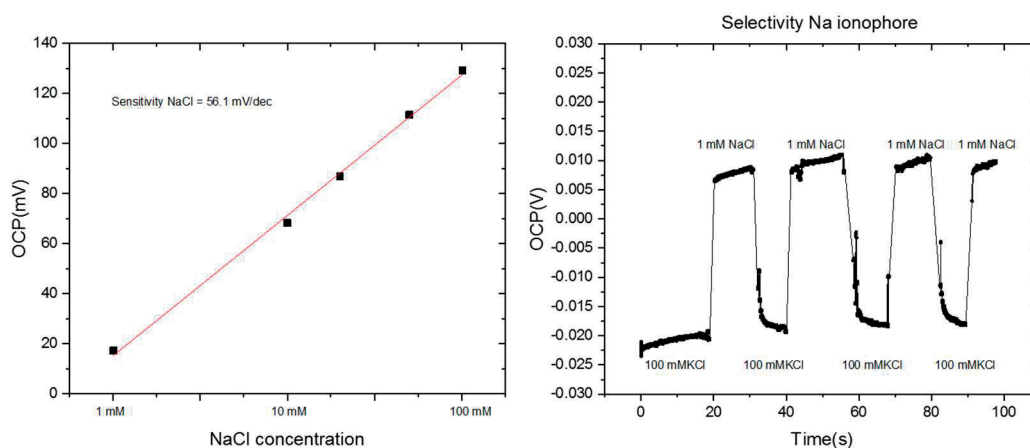 140
120
100
80
60
40
20
0
OCP(mV)
Sensitivity NaCl = 56.1 mV/dec
1 mM
10 mM
100 mM
NaCl concentration
Selectivity Na ionophore
0.030
0.025
0.020
0.015
0.010
0.005
0.000
-0.005
-0.010
-0.015
-0.020
-0.025
-0.030
OCP(V)
1 mM NaCl
1 mM NaCl
1 mM NaCl
1 mM NaCl
100 mMKCl
100 mMKCl
100 mMKCl
100 mMKCl
0
20
40
60
80
100
Time(s)